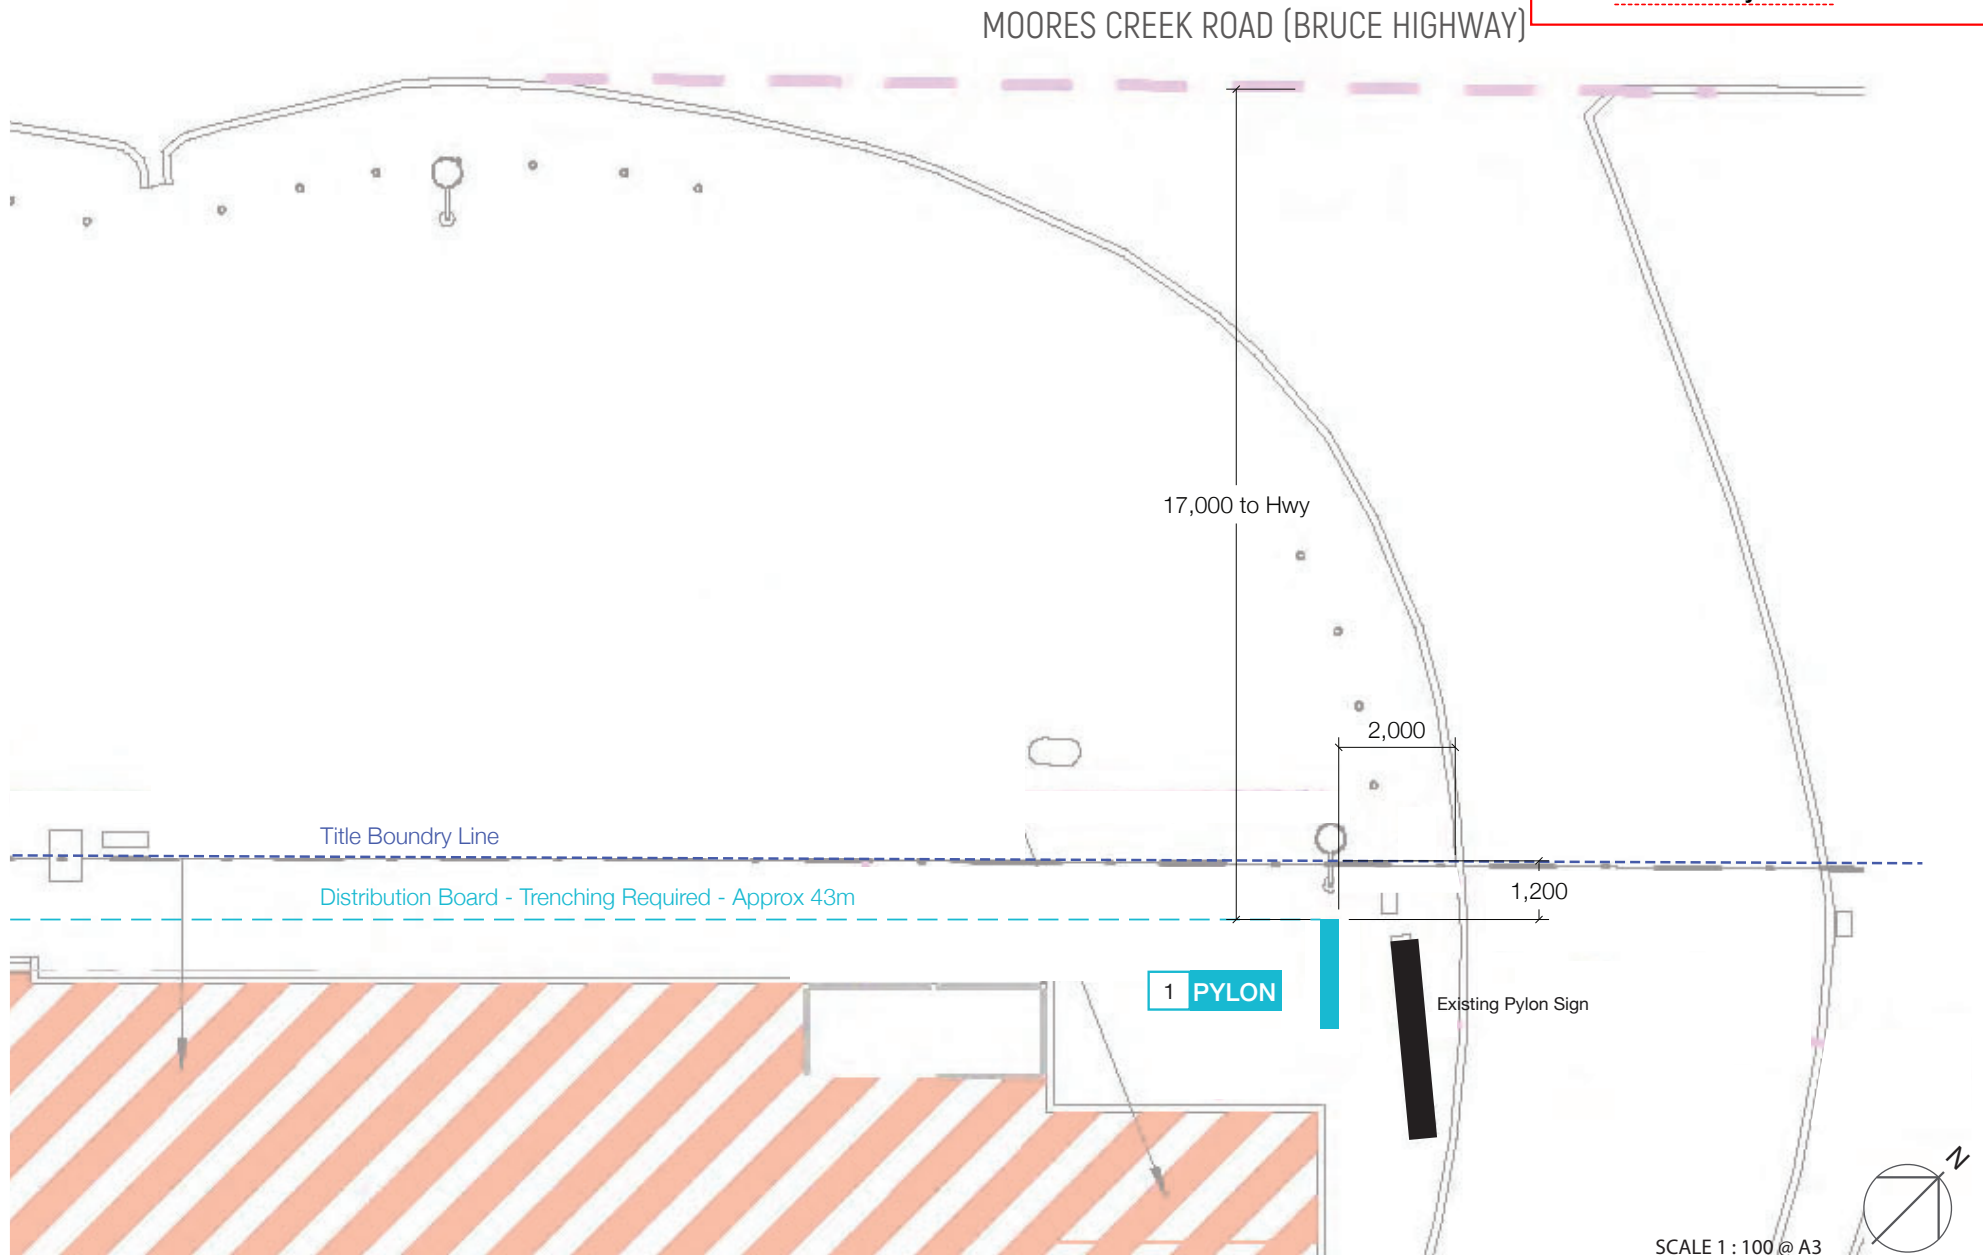 MOORES CREEK ROAD (BRUCE HIGHWAY)
17,000 to Hwy
2,000
Title Boundry Line
1,200
Distribution Board - Trenching Required - Approx 43m
1 PYLON
Existing Pylon Sign
N
SCALE 1 : 100 @ A3